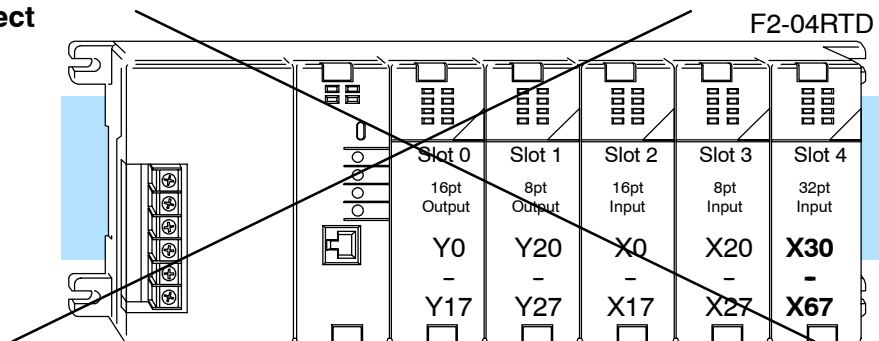 ect
F2-04RTD
Slot 0 Slot 1 Slot 2 Slot 3 Slot 4
16pt 8pt 16pt 8pt 32pt
Output Output Input Input Input
Y0 Y20 X0 X20 X30
- - - - -
Y17 Y27 X17 X27 X67